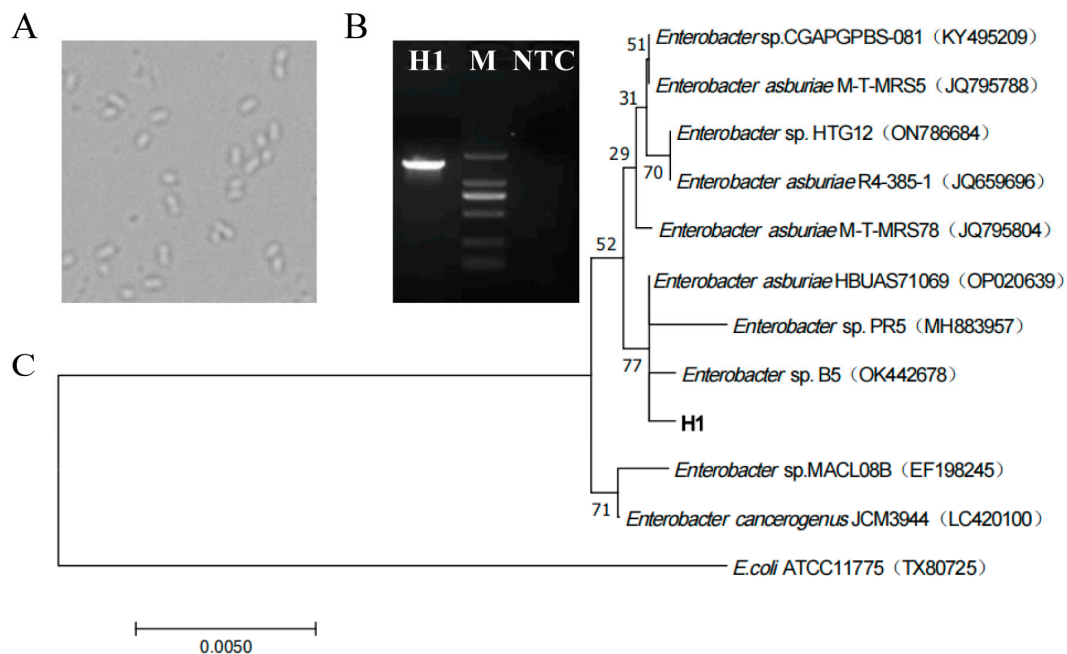 A
B
H1 M NTC
C
51
Enterobacter sp.CGAPGPBS-081（KY495209）
Enterobacter asburiae M-T-MRS5（JQ795788）
31
Enterobacter sp. HTG12（ON786684）
29
70
Enterobacter asburiae R4-385-1（JQ659696）
Enterobacter asburiae M-T-MRS78（JQ795804）
52
Enterobacter asburiae HBUAS71069（OP020639）
Enterobacter sp. PR5（MH883957）
77
Enterobacter sp. B5（OK442678）
H1
Enterobacter sp.MACL08B（EF198245）
71
Enterobacter cancerogenus JCM3944（LC420100）
E.coli ATCC11775（TX80725）
0.0050